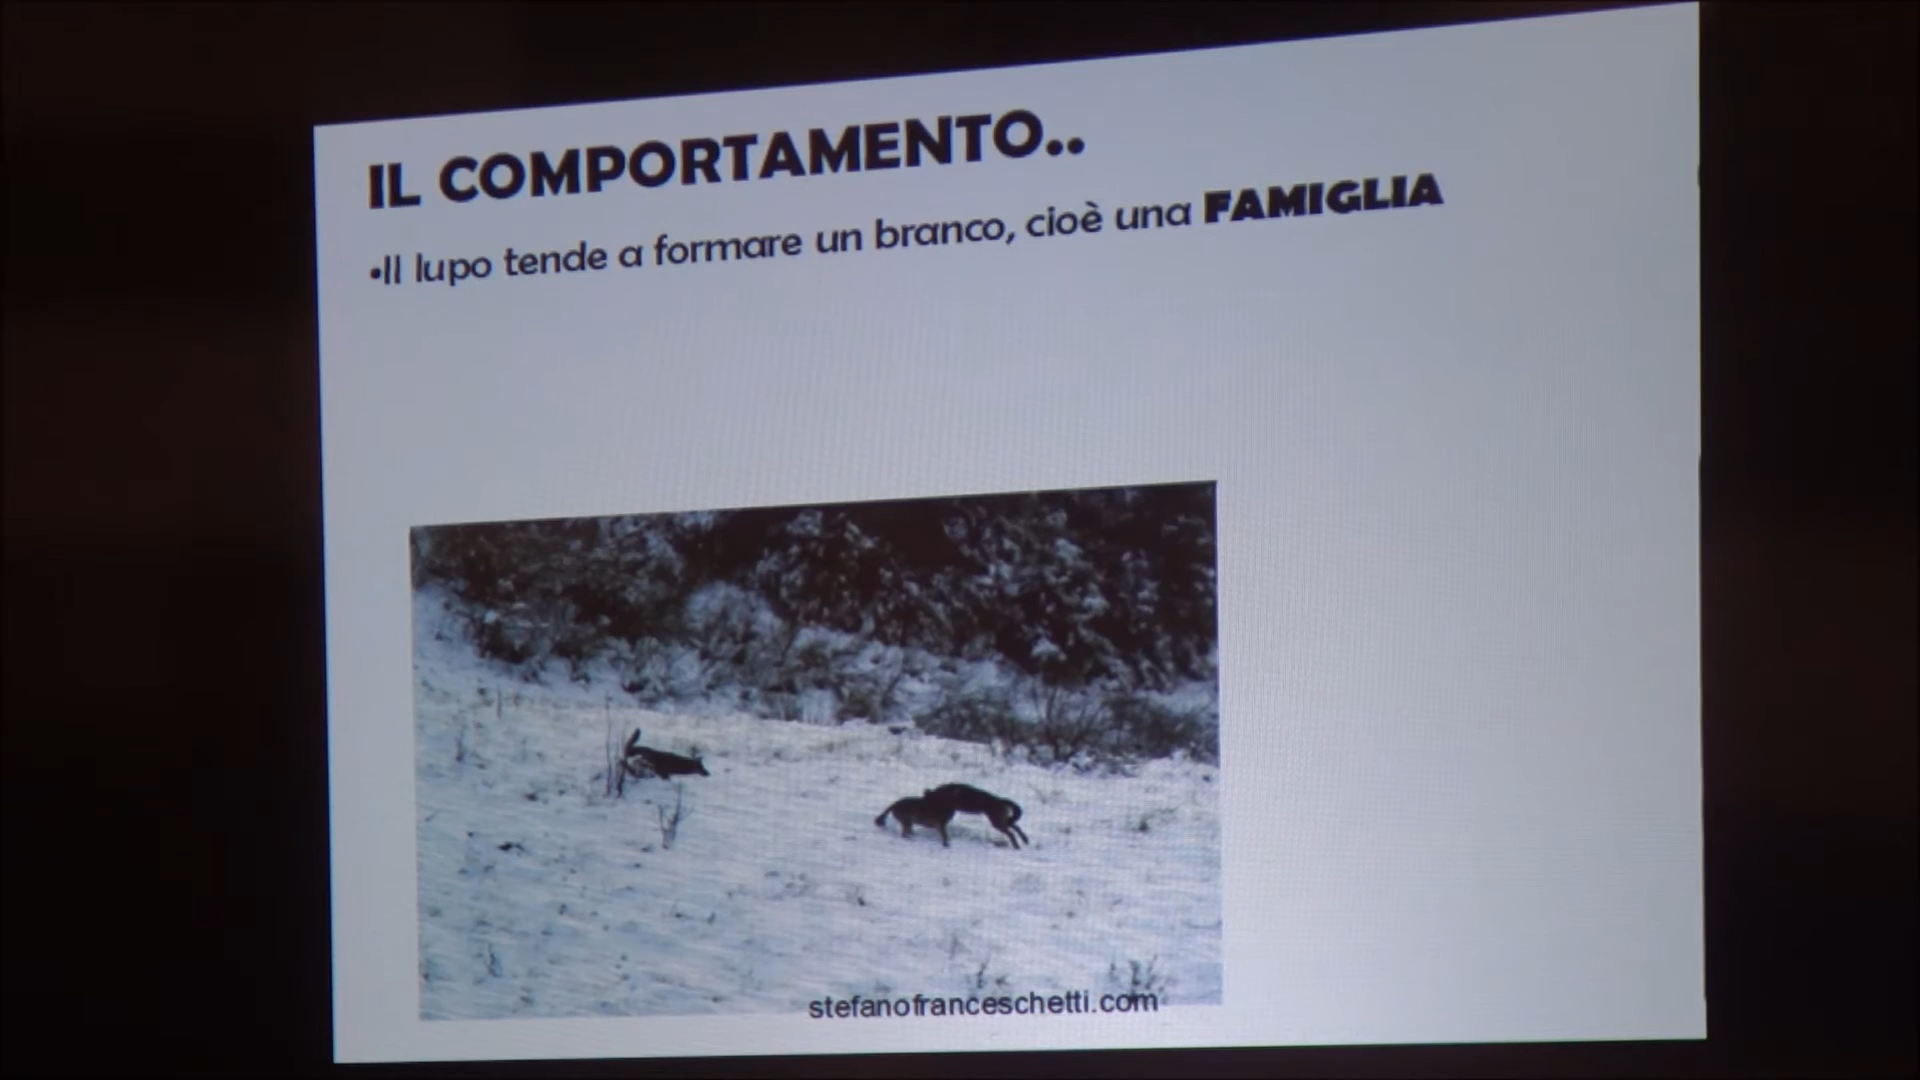 IL COMPORTAMENTO..
•Il lupo tende a formare un branco, cioè una FAMIGLIA
stefanofranceschetti.com